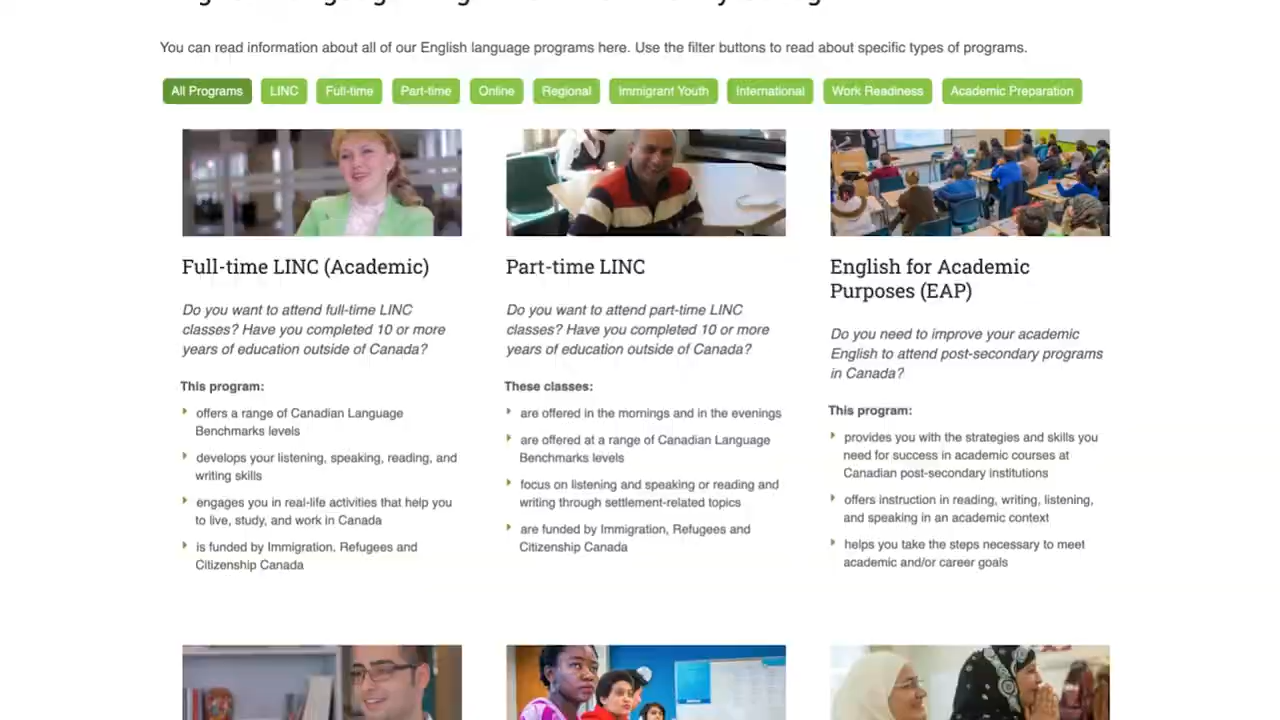 You can read information about all of our English language programs here. Use the filter buttons to read about specific types of programs.
All Programs LINC Full-time Part-time Online Regional Immigrant Youth International Work Readiness Academic Preparation
Full-time LINC (Academic)
Do you want to attend full-time LINC
classes? Have you completed 10 or more
years of education outside of Canada?
This program:
offers a range of Canadian Language
Benchmarks levels
develops your listening, speaking, reading, and
writing skills
engages you in real-life activities that help you
to live, study, and work in Canada
is funded by Immigration. Refugees and
Citizenship Canada
Part-time LINC
Do you want to attend part-time LINC
classes? Have you completed 10 or more
years of education outside of Canada?
These classes:
are offered in the mornings and in the evenings
are offered at a range of Canadian Language
Benchmarks levels
focus on listening and speaking or reading and
writing through settlement-related topics
are funded by Immigration, Refugees and
Citizenship Canada
English for Academic
Purposes (EAP)
Do you need to improve your academic
English to attend post-secondary programs
in Canada?
This program:
provides you with the strategies and skills you
need for success in academic courses at
Canadian post-secondary institutions
offers instruction in reading, writing, listening,
and speaking in an academic context
helps you take the steps necessary to meet
academic and/or career goals